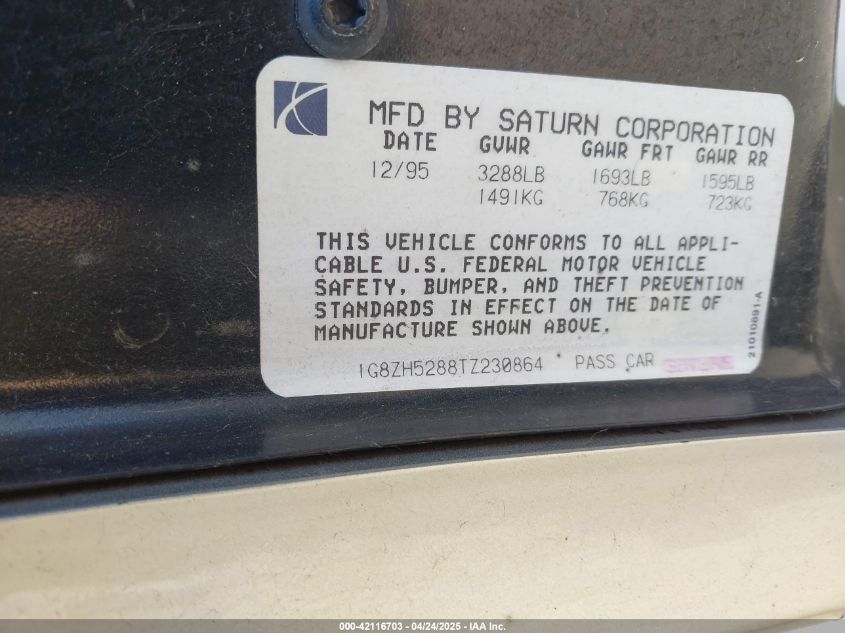 MFD BY SATURN CORPORATION
DATE GVWR GAWR FRT GAWR RR
12/95 3288LB 1693LB 1595LB
1491KG 768KG 723KG
THIS VEHICLE CONFORMS TO ALL APPLI-
CABLE U.S. FEDERAL MOTOR VEHICLE
SAFETY, BUMPER, AND THEFT PREVENTION
STANDARDS IN EFFECT ON THE DATE OF
MANUFACTURE SHOWN ABOVE.
1G8ZH5288TZ230864 * PASS CAR
21010891-A
000-42116703 - 04/24/2025 - IAA Inc.